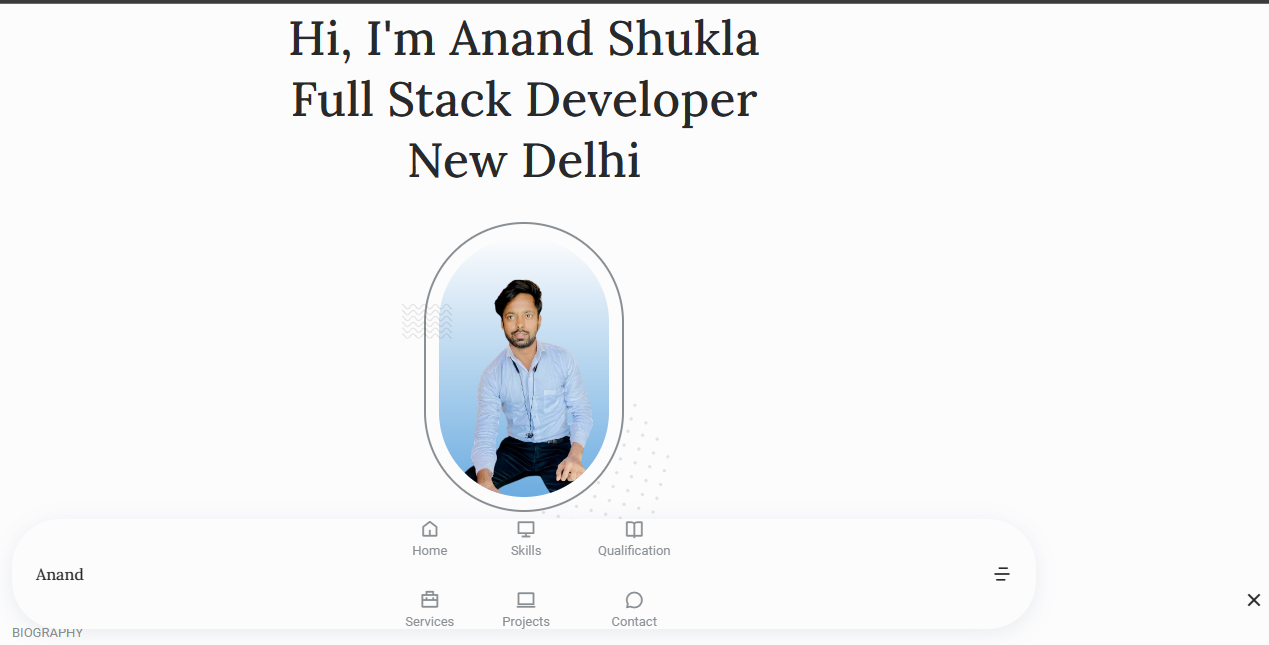 Hi, I'm Anand Shukla
Full Stack Developer
New Delhi
Home Skills Qualification
Anand
Services Projects Contact
BIOGRAPHY